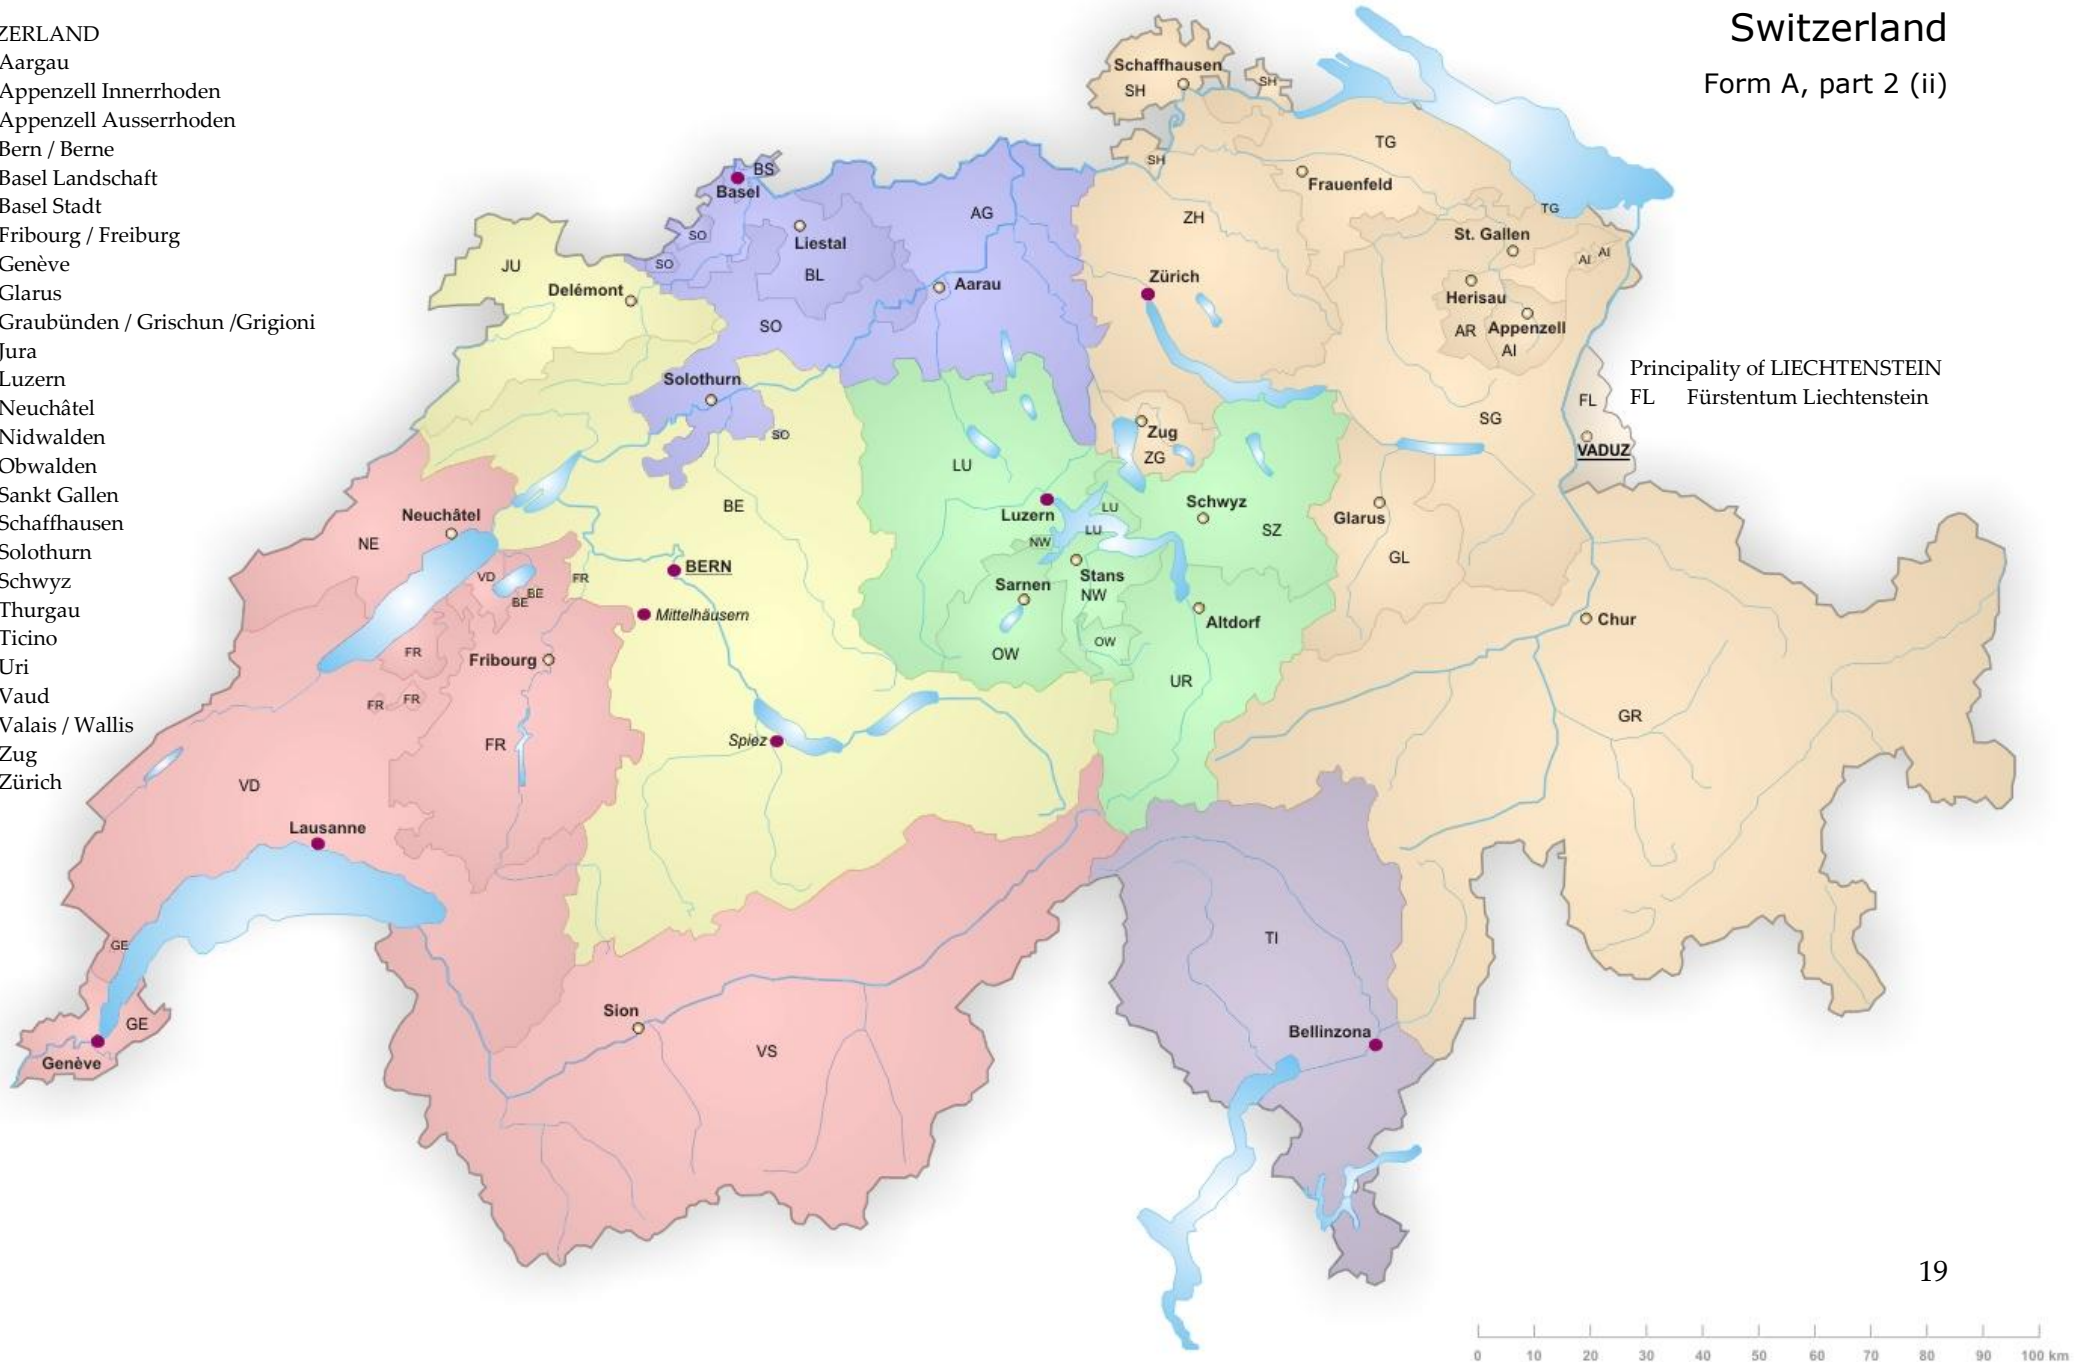 ZERLAND
Aargau
Appenzell Innerrhoden
Appenzell Ausserrhoden
Bern / Berne
Basel Landschaft
Basel Stadt
Fribourg / Freiburg
Genève
Glarus
Graubünden / Grischun /Grigioni
Jura
Luzern
Neuchâtel
Nidwalden
Obwalden
Sankt Gallen
Schaffhausen
Solothurn
Schwyz
Thurgau
Ticino
Uri
Vaud
Valais / Wallis
Zug
Zürich
Switzerland
Form A, part 2 (ii)
Principality of LIECHTENSTEIN
FL Fürstentum Liechtenstein
Schaffhausen
SH
SH
SH
TG
Frauenfeld
ZH
TG
St. Gallen
AI
AI
Herisau
AR
Appenzell
AI
Zürich
BS
Basel
SO
SO
Liestal
BL
AG
Aarau
SO
JU
Delémont
Solothurn
SO
Zug
ZG
SG
FL
VADUZ
LU
BE
Luzern
LU
LU
NW
Schwyz
SZ
Glarus
GL
Neuchâtel
NE
VD
BE
BE
FR
BERN
Mittelhäusern
Sarnen
Stans
NW
OW
OW
Altdorf
UR
Chur
GR
FR
Fribourg
FR
FR
FR
Spiez
VD
Lausanne
GE
GE
Genève
Sion
VS
TI
Bellinzona
19
0 10 20 30 40 50 60 70 80 90 100 km